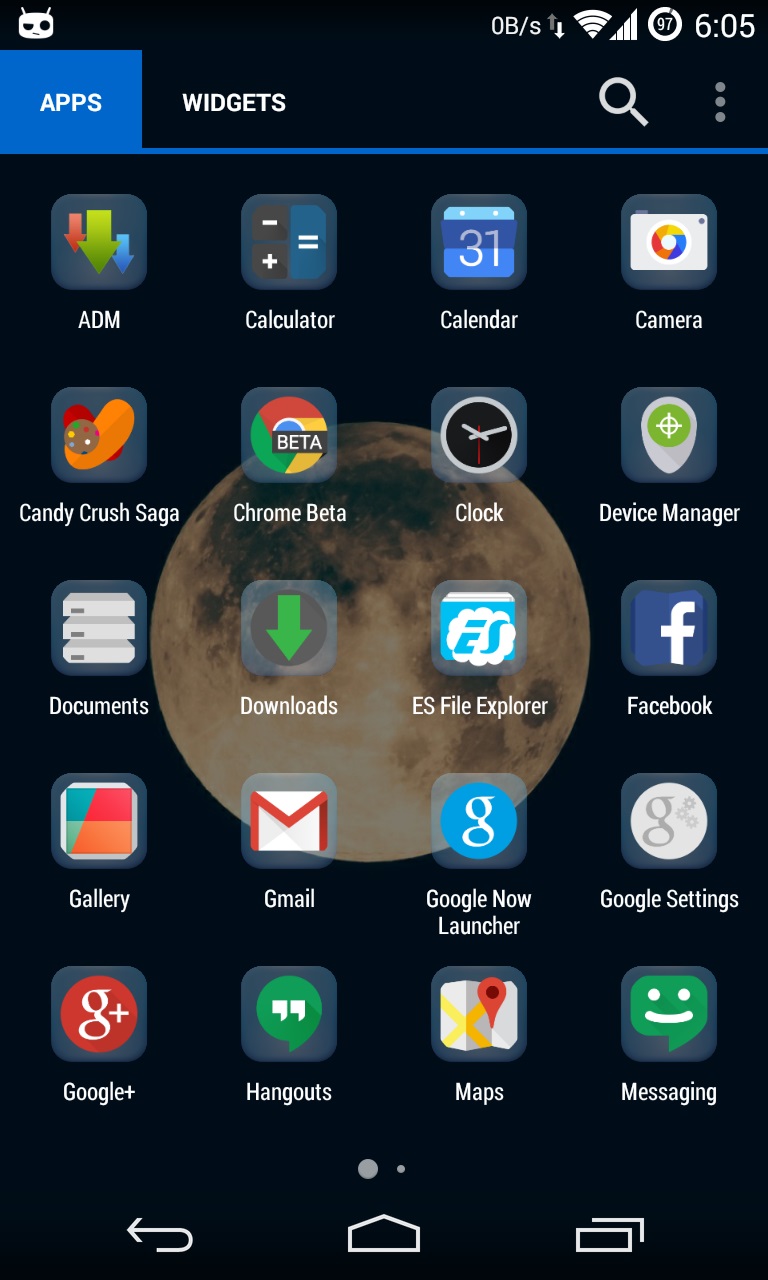 0B/s 97 6:05
APPS WIDGETS
- =
+
31
ADM Calculator Calendar Camera
BETA
Candy Crush Saga Chrome Beta Clock Device Manager
ES f
Documents Downloads ES File Explorer Facebook
g g
Gallery Gmail Google Now Google Settings
Launcher
g+
Google+ Hangouts Maps Messaging